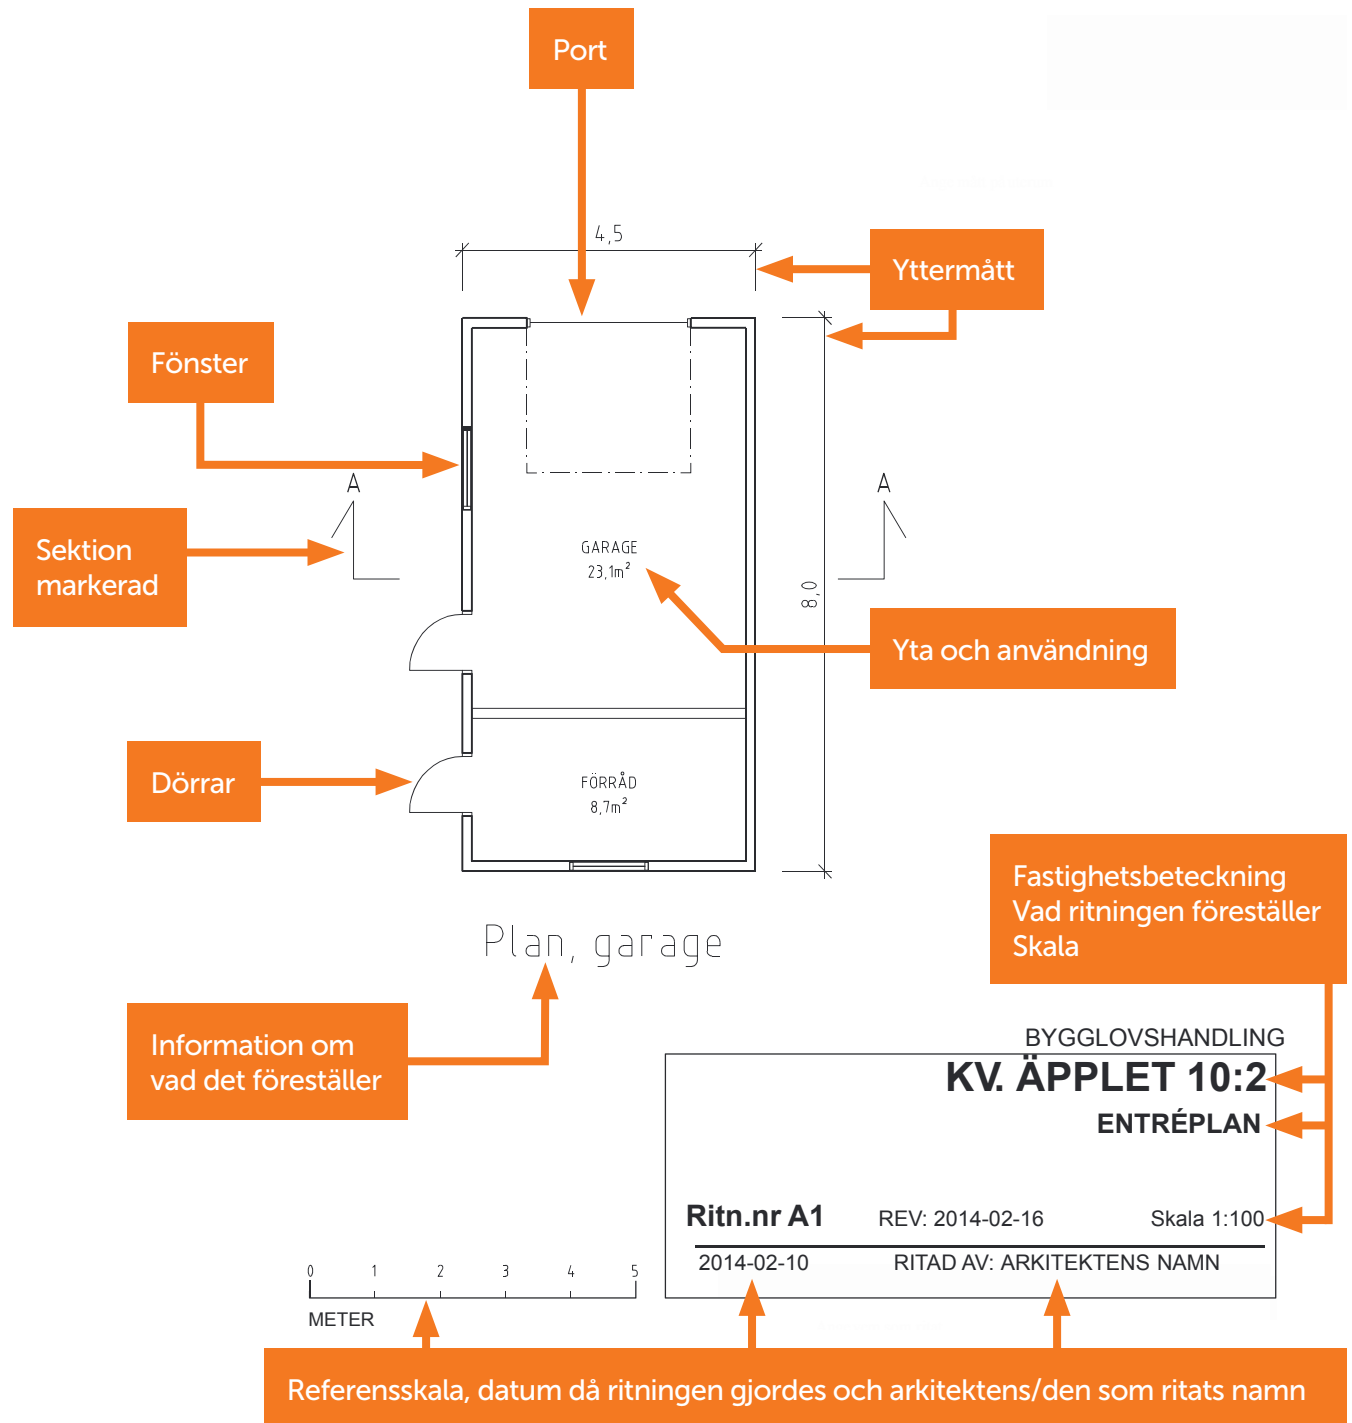 Port
4,5
Yttermått
Fönster
A
A
Sektion
markerad
GARAGE
23,1m²
8,0
Yta och användning
Dörrar
FÖRRÅD
8,7m²
Plan, garage
Fastighetsbeteckning
Vad ritningen föreställer
Skala
Information om
vad det föreställer
BYGGLOVSHANDLING
KV. ÄPPLET 10:2
ENTRÉPLAN
Ritn.nr A1 REV: 2014-02-16 Skala 1:100
2014-02-10 RITAD AV: ARKITEKTENS NAMN
0 1 2 3 4 5
METER
Referensskala, datum då ritningen gjordes och arkitektens/den som ritats namn